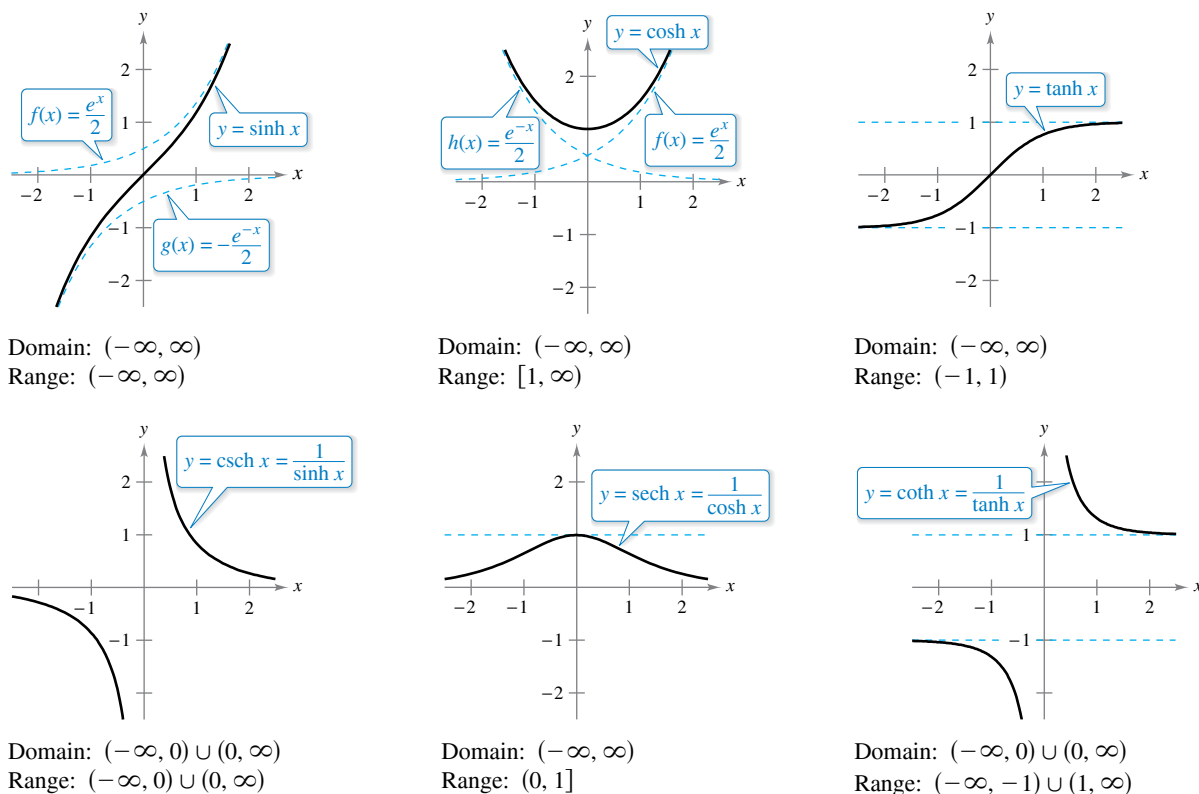 y
2
1
f(x) = e^x/2
y = sinh x
x
−2
−1
1
2
−1
−2
g(x) = −e^−x/2
Domain: (−∞, ∞)
Range: (−∞, ∞)
y
y = cosh x
2
h(x) = e^−x/2
f(x) = e^x/2
x
−2
−1
1
2
−1
−2
Domain: (−∞, ∞)
Range: [1, ∞)
y
2
y = tanh x
1
x
−2
−1
1
2
−1
−2
Domain: (−∞, ∞)
Range: (−1, 1)
y
y = csch x = 1/sinh x
2
1
x
−1
1
2
−1
Domain: (−∞, 0) ∪ (0, ∞)
Range: (−∞, 0) ∪ (0, ∞)
y
2
y = sech x = 1/cosh x
x
−2
−1
1
2
−1
−2
Domain: (−∞, ∞)
Range: (0, 1]
y
y = coth x = 1/tanh x
1
x
−2
−1
1
2
−1
Domain: (−∞, 0) ∪ (0, ∞)
Range: (−∞, −1) ∪ (1, ∞)